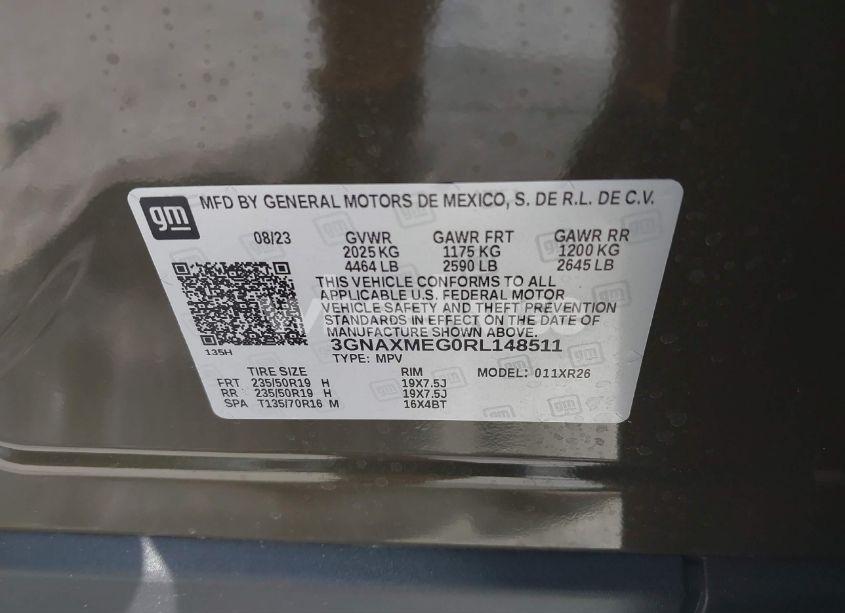 gm MFD BY GENERAL MOTORS DE MEXICO, S. DE R.L. DE C.V.
08/23 GVWR GAWR FRT GAWR RR
2025 KG 1175 KG 1200 KG
4464 LB 2590 LB 2645 LB
THIS VEHICLE CONFORMS TO ALL
APPLICABLE U.S. FEDERAL MOTOR
VEHICLE SAFETY AND THEFT PREVENTION
STANDARDS IN EFFECT ON THE DATE OF
MANUFACTURE SHOWN ABOVE.
135H 3GNAXMEG0RL148511
TYPE: MPV
TIRE SIZE RIM MODEL: 011XR26
FRT 235/50R19 H 19X7.5J
RR 235/50R19 H 19X7.5J
SPA T135/70R16 M 16X4BT